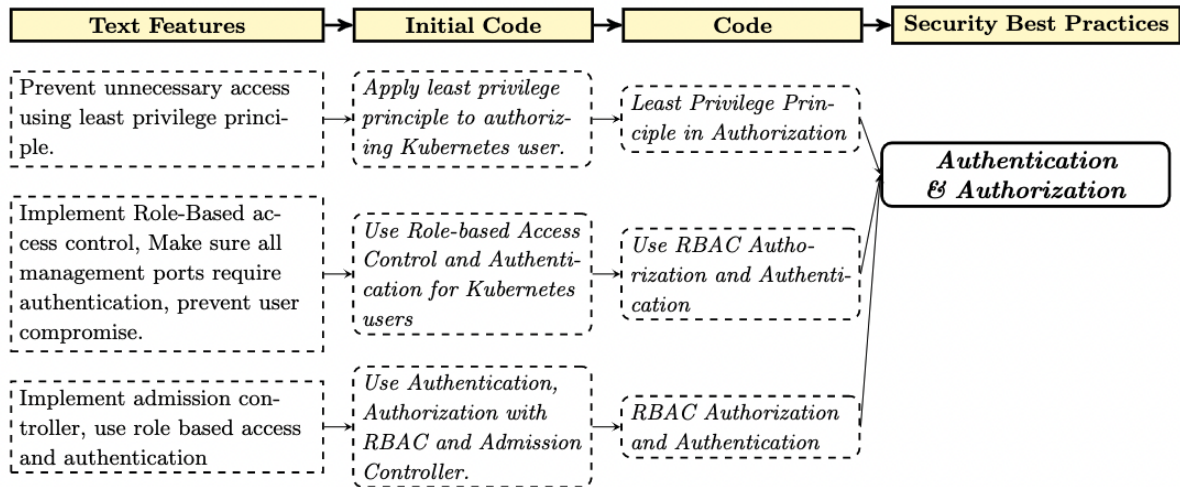 Text Features
Initial Code
Code
Security Best Practices
Prevent unnecessary access
using least privilege princi-
ple.
Apply least privilege
principle to authoriz-
ing Kubernetes user.
Least Privilege Prin-
ciple in Authorization
Authentication
& Authorization
Implement Role-Based ac-
cess control, Make sure all
management ports require
authentication, prevent user
compromise.
Use Role-based Access
Control and Authenti-
cation for Kubernetes
users
Use RBAC Autho-
rization and Authenti-
cation
Implement admission con-
troller, use role based access
and authentication
Use Authentication,
Authorization with
RBAC and Admission
Controller.
RBAC Authorization
and Authentication